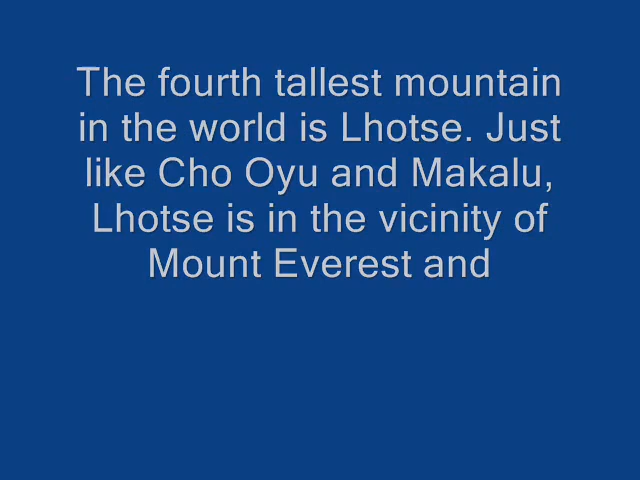 The fourth tallest mountain
in the world is Lhotse. Just
like Cho Oyu and Makalu,
Lhotse is in the vicinity of
Mount Everest and